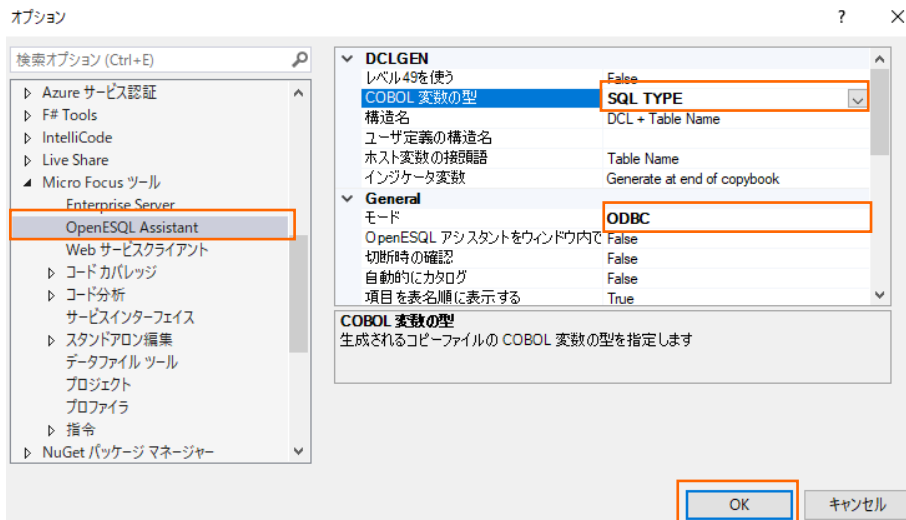 オプション
? ×
検索オプション (Ctrl+E)
Azure サービス認証
F# Tools
IntelliCode
Live Share
Micro Focus ツール
Enterprise Server
OpenESQL Assistant
Web サービスクライアント
コード カバレッジ
コード分析
サービスインターフェイス
スタンドアロン編集
データファイル ツール
プロジェクト
プロファイラ
指令
NuGet パッケージ マネージャー
DCLGEN
レベル49を使う False
COBOL 変数の型 SQL TYPE
構造名 DCL + Table Name
ユーザ定義の構造名
ホスト変数の接頭語 Table Name
インジケータ変数 Generate at end of copybook
General
モード ODBC
OpenESQL アシスタントをウィンドウ内で False
切断時の確認 False
自動的にカタログ False
項目を表名順に表示する True
COBOL 変数の型
生成されるコピーファイルの COBOL 変数の型を指定します
OK キャンセル